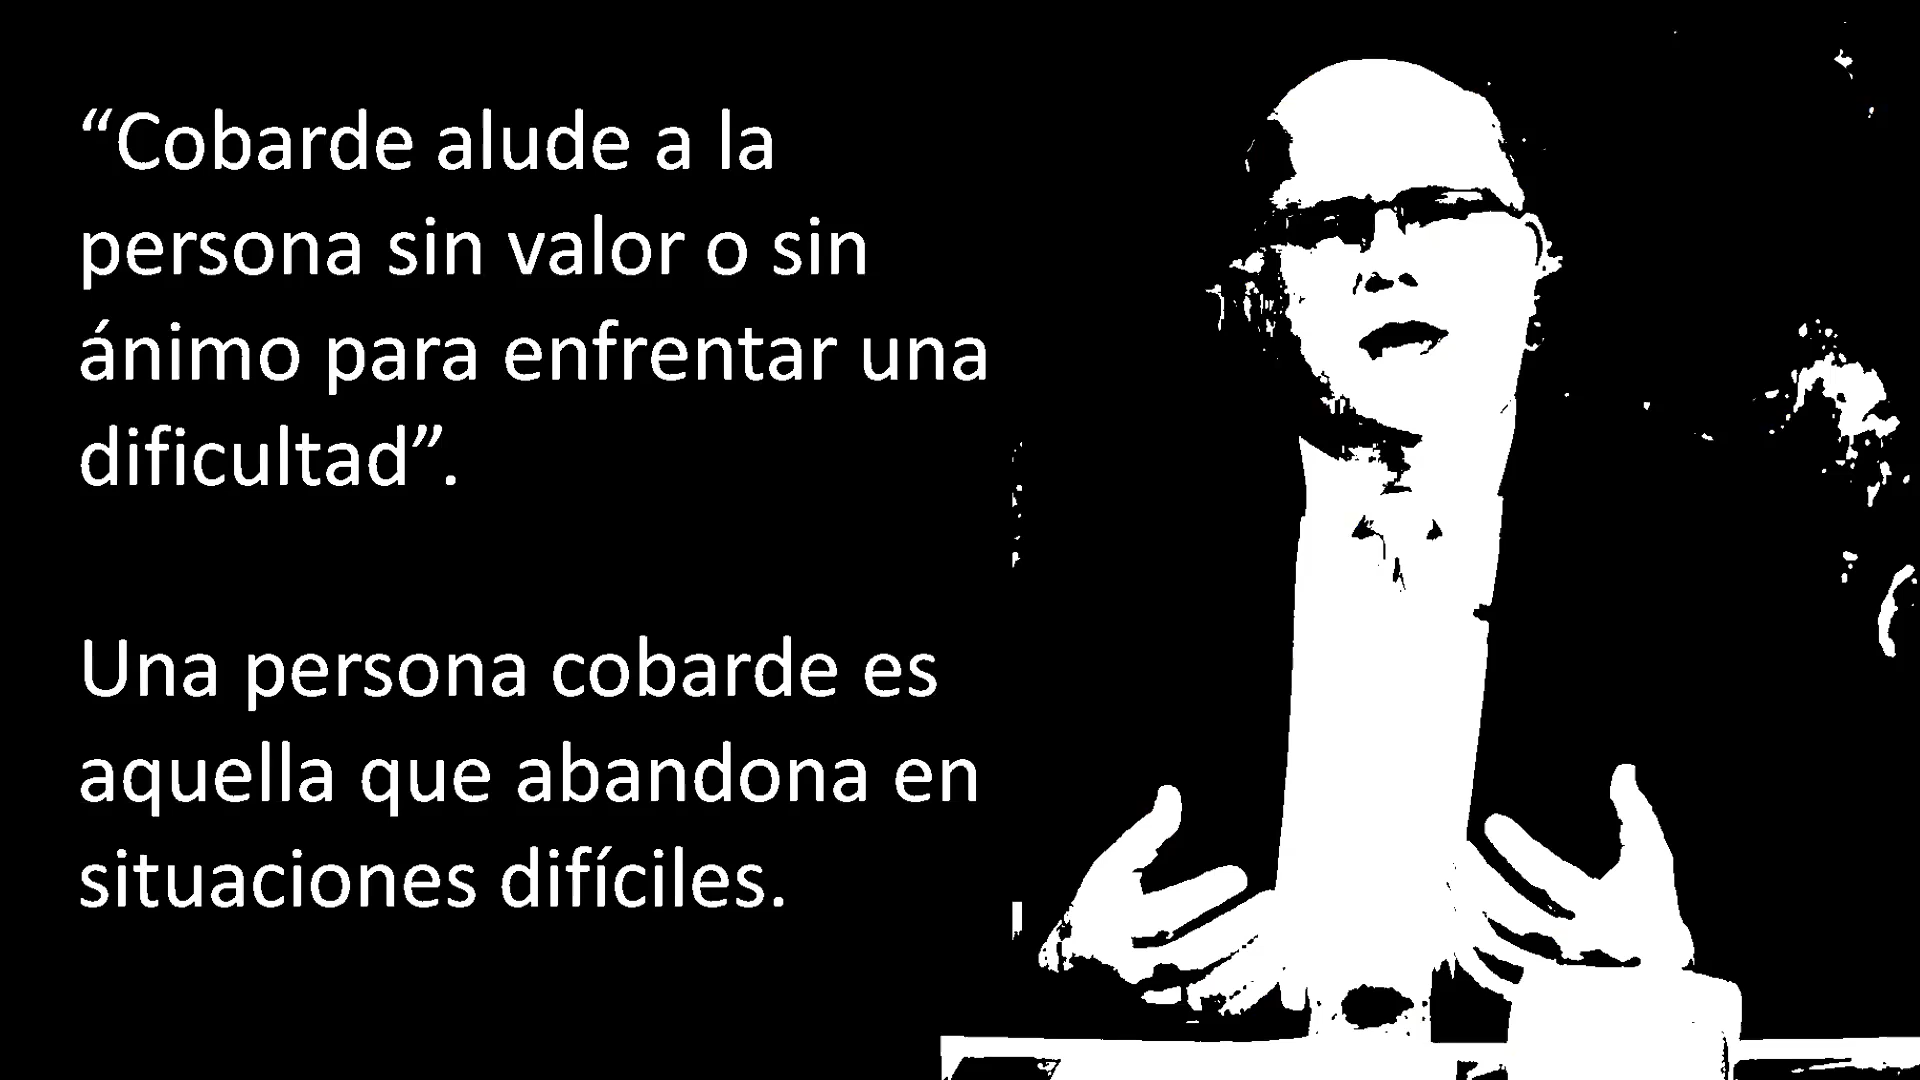 “Cobarde alude a la
persona sin valor o sin
ánimo para enfrentar una
dificultad”.
Una persona cobarde es
aquella que abandona en
situaciones difíciles.